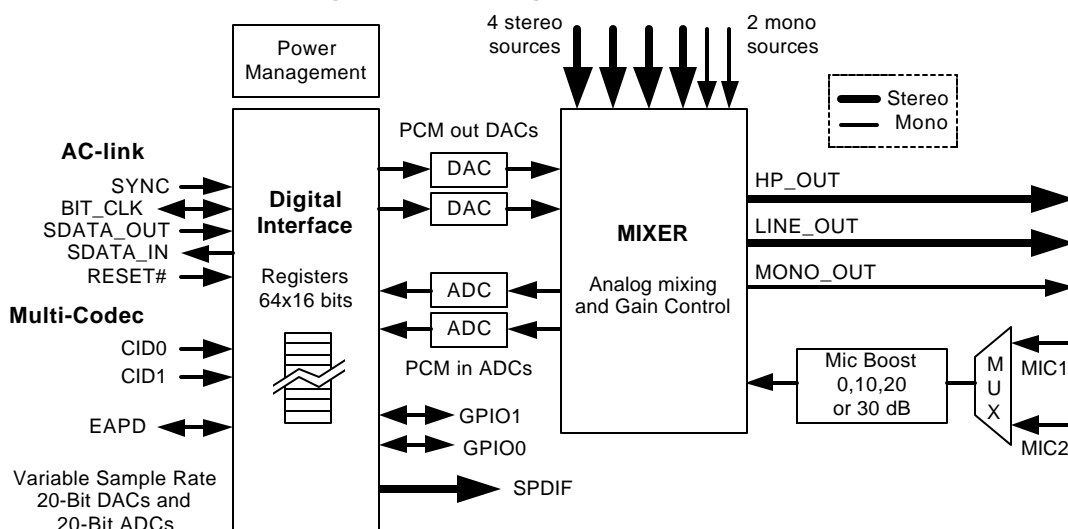 4 stereo
sources
2 mono
sources
Power
Management
Stereo
Mono
PCM out DACs
AC-link
SYNC
BIT_CLK
SDATA_OUT
SDATA_IN
RESET#
Digital
Interface
Registers
64x16 bits
DAC
DAC
ADC
ADC
PCM in ADCs
MIXER
Analog mixing
and Gain Control
HP_OUT
LINE_OUT
MONO_OUT
Multi-Codec
CID0
CID1
EAPD
GPIO1
GPIO0
SPDIF
Mic Boost
0,10,20
or 30 dB
M
U
X
MIC1
MIC2
Variable Sample Rate
20-Bit DACs and
20-Bit ADCs